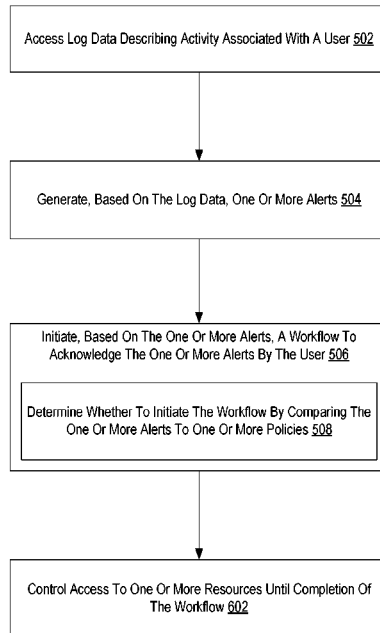 Access Log Data Describing Activity Associated With A User 502
Generate, Based On The Log Data, One Or More Alerts 504
Initiate, Based On The One Or More Alerts, A Workflow To
Acknowledge The One Or More Alerts By The User 506
Determine Whether To Initiate The Workflow By Comparing The
One Or More Alerts To One Or More Policies 508
Control Access To One Or More Resources Until Completion Of
The Workflow 602